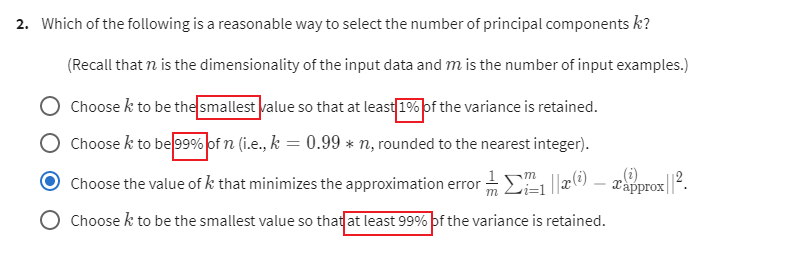 2. Which of the following is a reasonable way to select the number of principal components k?
(Recall that n is the dimensionality of the input data and m is the number of input examples.)
Choose k to be the smallest value so that at least 1% of the variance is retained.
Choose k to be 99% of n (i.e., k = 0.99 ∗ n, rounded to the nearest integer).
Choose the value of k that minimizes the approximation error \frac{1}{m} \sum_{i=1}^{m} ||x^{(i)} − x_{approx}^{(i)}||^2.
Choose k to be the smallest value so that at least 99% of the variance is retained.